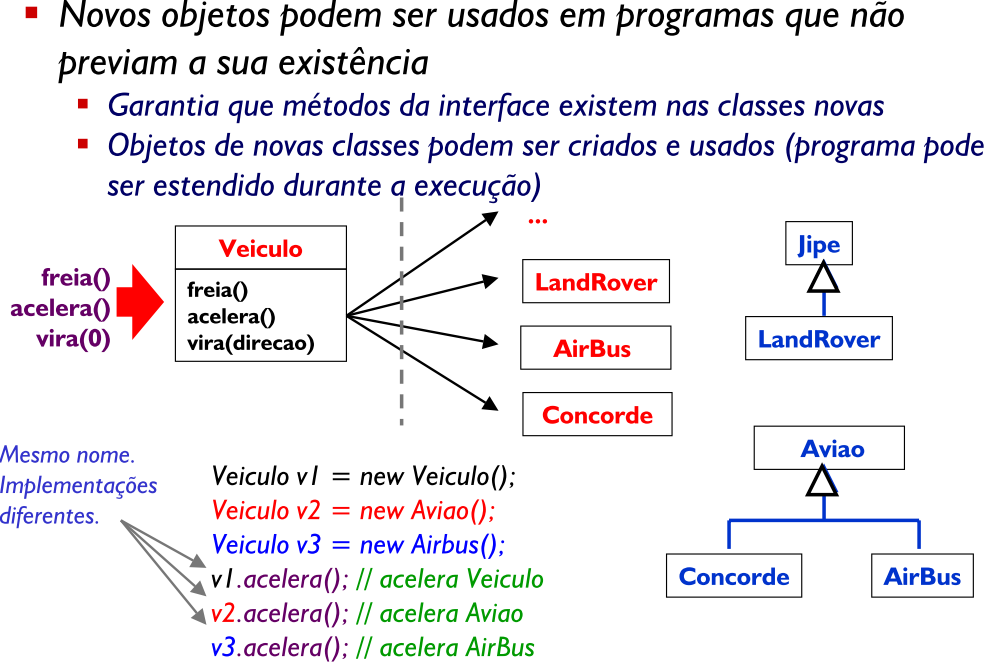 Novos objetos podem ser usados em programas que não
previam a sua existência
Garantia que métodos da interface existem nas classes novas
Objetos de novas classes podem ser criados e usados (programa pode
ser estendido durante a execução)
freia()
acelera()
vira(0)
Veiculo
freia()
acelera()
vira(direcao)
...
LandRover
AirBus
Concorde
Jipe
LandRover
Aviao
Concorde
AirBus
Mesmo nome.
Implementações
diferentes.
Veiculo v1 = new Veiculo();
Veiculo v2 = new Aviao();
Veiculo v3 = new Airbus();
v1.acelera(); // acelera Veiculo
v2.acelera(); // acelera Aviao
v3.acelera(); // acelera AirBus